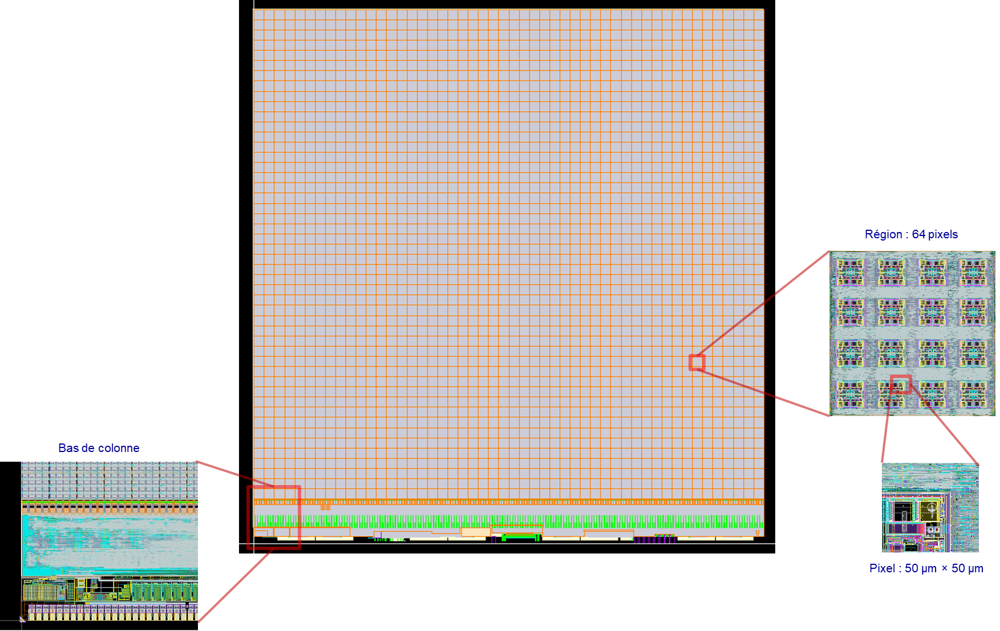 Région : 64 pixels
Bas de colonne
Pixel : 50 µm × 50 µm